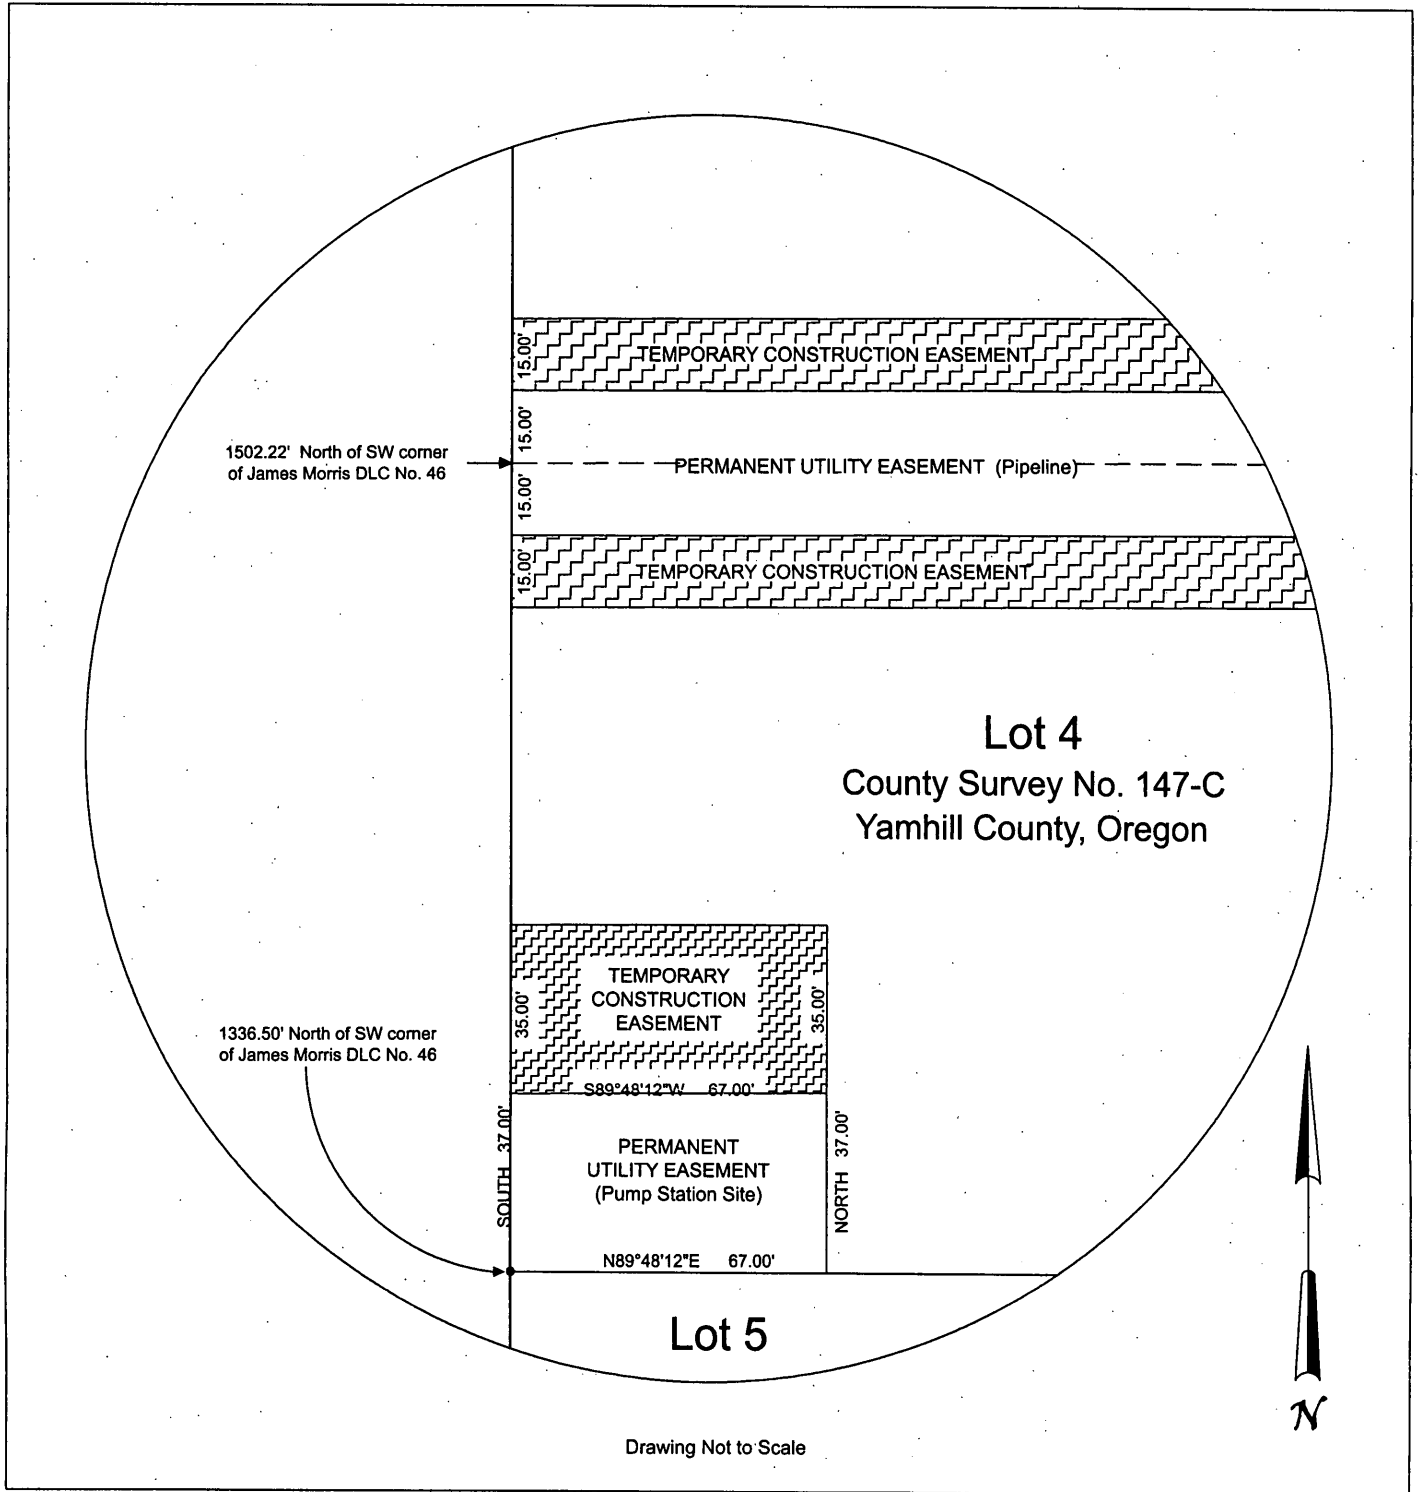 15.00'
TEMPORARY CONSTRUCTION EASEMENT
15.00'
1502.22' North of SW corner
of James Morris DLC No. 46
PERMANENT UTILITY EASEMENT (Pipeline)
15.00'
15.00'
TEMPORARY CONSTRUCTION EASEMENT
Lot 4
County Survey No. 147-C
Yamhill County, Oregon
TEMPORARY
CONSTRUCTION
EASEMENT
35.00'
35.00'
1336.50' North of SW corner
of James Morris DLC No. 46
S89°48'12"W 67.00'
SOUTH 37.00'
PERMANENT
UTILITY EASEMENT
(Pump Station Site)
NORTH 37.00'
N89°48'12"E 67.00'
Lot 5
N
Drawing Not to Scale